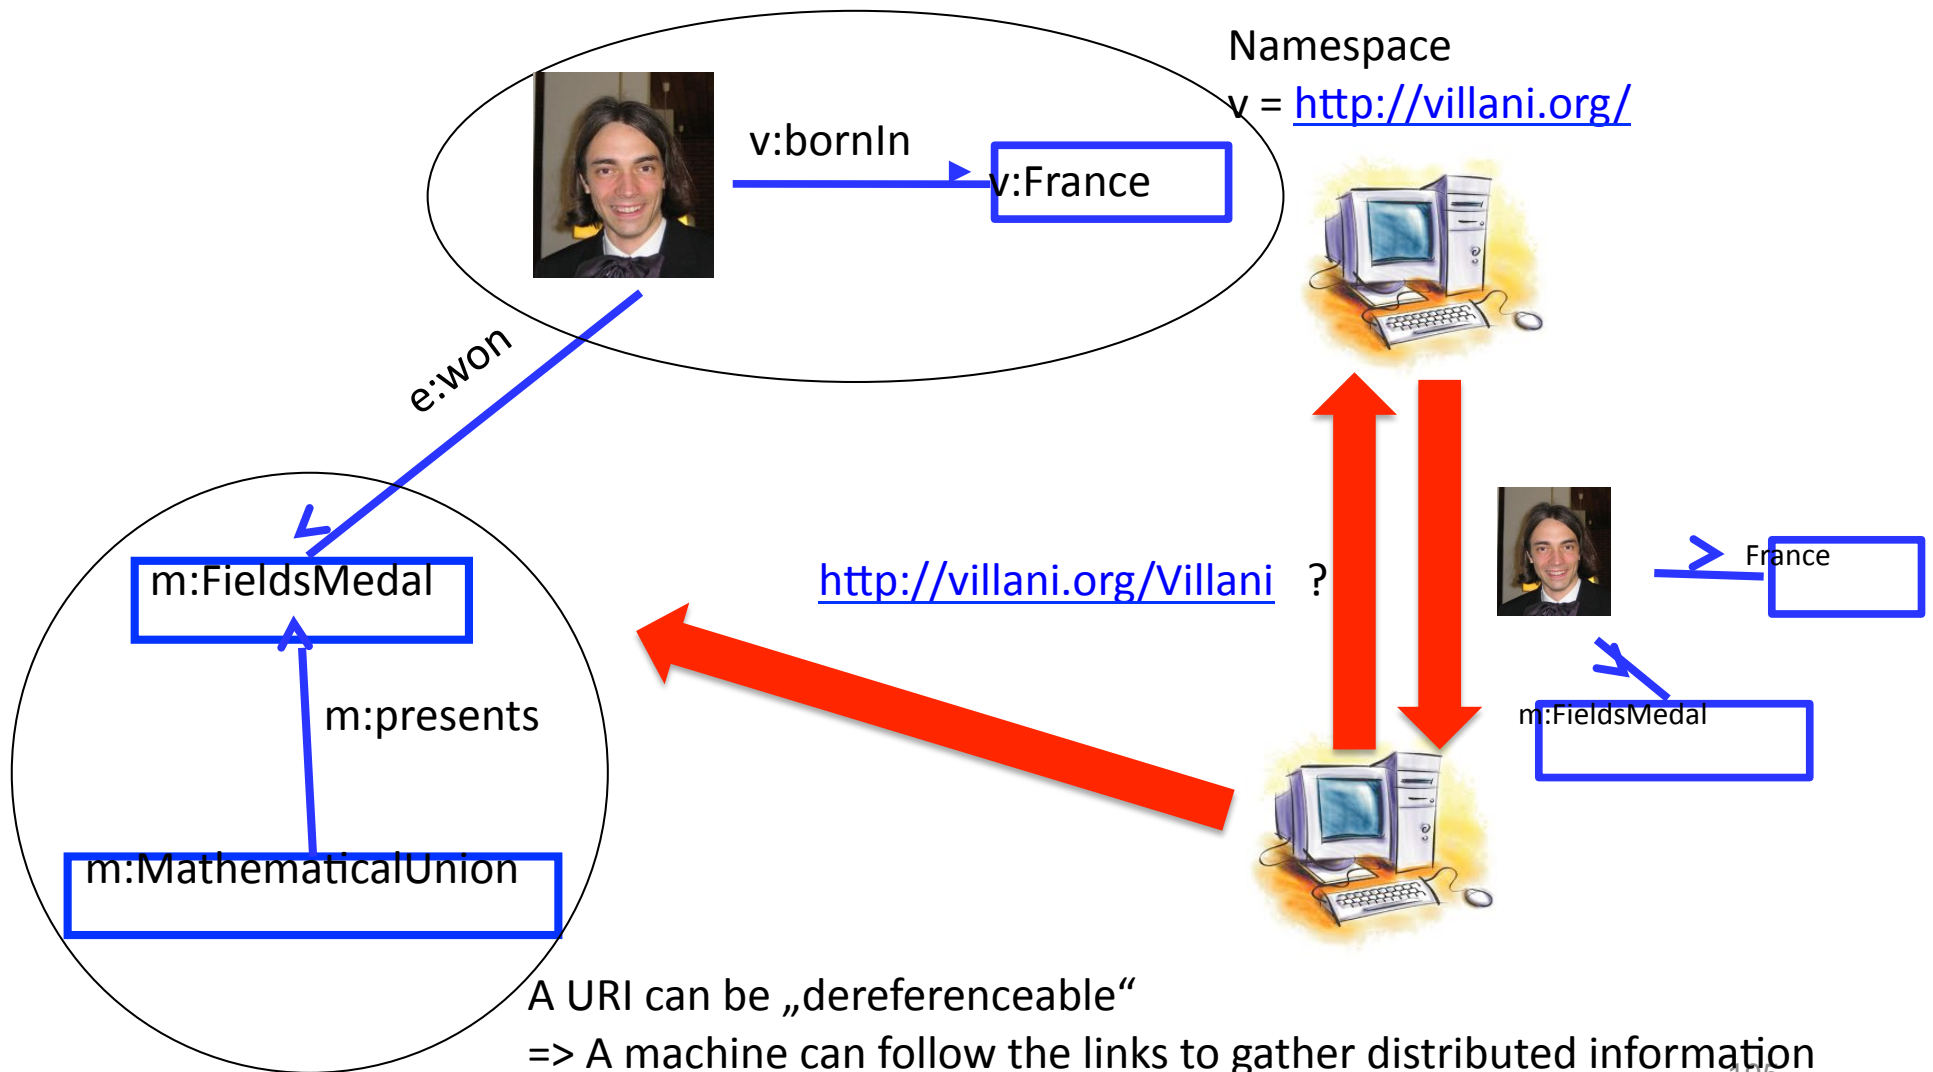 Namespace
v = http://villani.org/
v:bornIn
v:France
e:won
m:FieldsMedal
http://villani.org/Villani ?
France
m:FieldsMedal
m:presents
m:MathematicalUnion
A URI can be „dereferenceable“
=> A machine can follow the links to gather distributed information